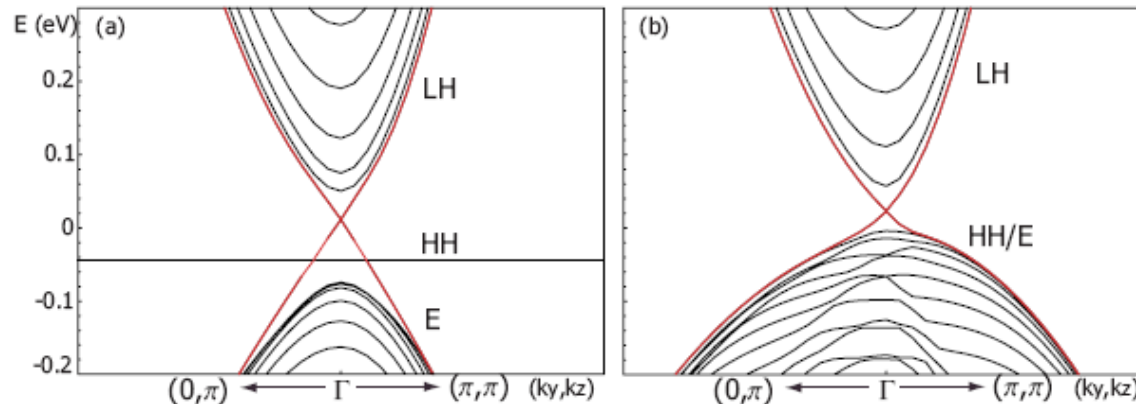 E (eV) (a) (b)
0.2 LH LH
0.1
0 HH HH/E
-0.1 E
-0.2
(0,π) Γ (π,π) (ky,kz) (0,π) Γ (π,π) (ky,kz)